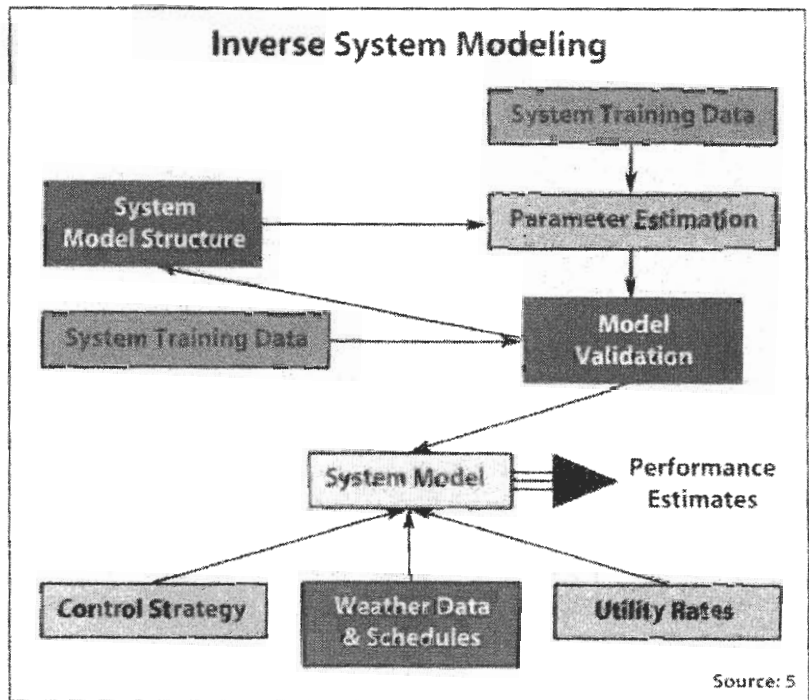 Inverse System Modeling
System Training Data
System
Model Structure
Parameter Estimation
System Training Data
Model
Validation
System Model
Performance
Estimates
Control Strategy
Weather Data
& Schedules
Utility Rates
Source: 5